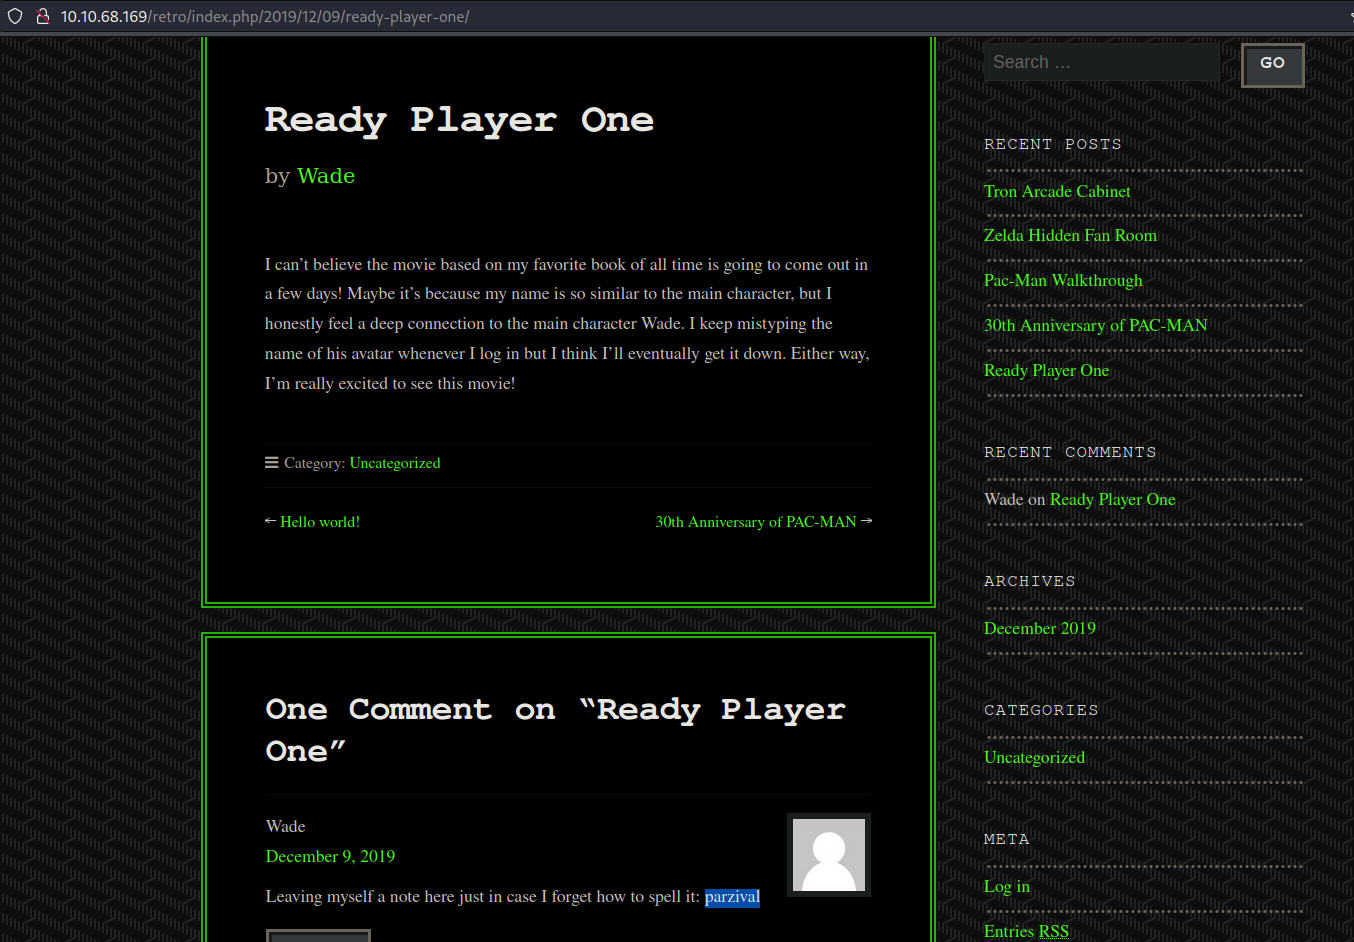 10.10.68.169/retro/index.php/2019/12/09/ready-player-one/
Ready Player One
by Wade
I can’t believe the movie based on my favorite book of all time is going to come out in
a few days! Maybe it’s because my name is so similar to the main character, but I
honestly feel a deep connection to the main character Wade. I keep mistyping the
name of his avatar whenever I log in but I think I’ll eventually get it down. Either way,
I’m really excited to see this movie!
Category: Uncategorized
← Hello world!
30th Anniversary of PAC-MAN →
One Comment on “Ready Player
One”
Wade
December 9, 2019
Leaving myself a note here just in case I forget how to spell it: parzival
Search …
GO
RECENT POSTS
Tron Arcade Cabinet
Zelda Hidden Fan Room
Pac-Man Walkthrough
30th Anniversary of PAC-MAN
Ready Player One
RECENT COMMENTS
Wade on Ready Player One
ARCHIVES
December 2019
CATEGORIES
Uncategorized
META
Log in
Entries RSS